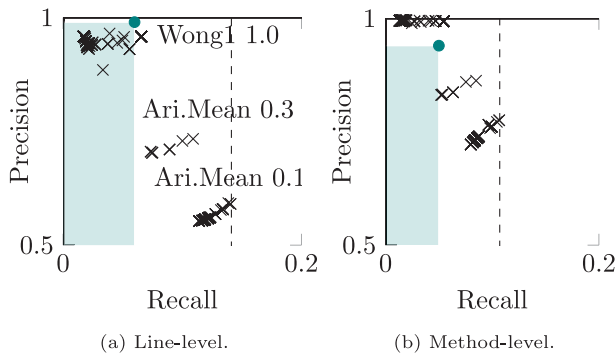 1
Wong1 1.0
Ari.Mean 0.3
Ari.Mean 0.1
Precision
0.5
0
0.2
Recall
(a) Line-level.
1
Precision
0.5
0
0.2
Recall
(b) Method-level.